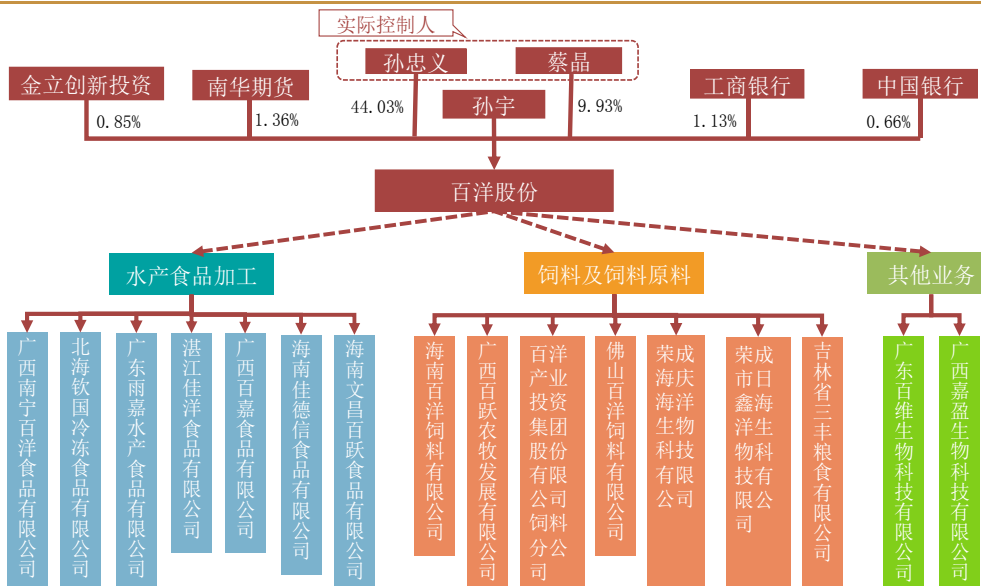 实际控制人
孙忠义
蔡晶
金立创新投资
南华期货
孙宇
工商银行
中国银行
0.85%
1.36%
44.03%
9.93%
1.13%
0.66%
百洋股份
水产食品加工
饲料及饲料原料
其他业务
广西南宁百洋食品有限公司
北海钦国冷冻食品有限公司
广东雨嘉水产食品有限公司
湛江佳洋食品有限公司
广西百嘉食品有限公司
海南佳德信食品有限公司
海南文昌百跃食品有限公司
海南百洋饲料有限公司
广西百跃农牧发展有限公司
百洋产业投资集团股份有限公司饲料分公司
佛山百洋饲料有限公司
荣成海庆海洋生物科技有限公司
荣成市日鑫海洋生物科技有限公司
吉林省三丰粮食有限公司
广东百维生物科技有限公司
广西嘉盈生物科技有限公司